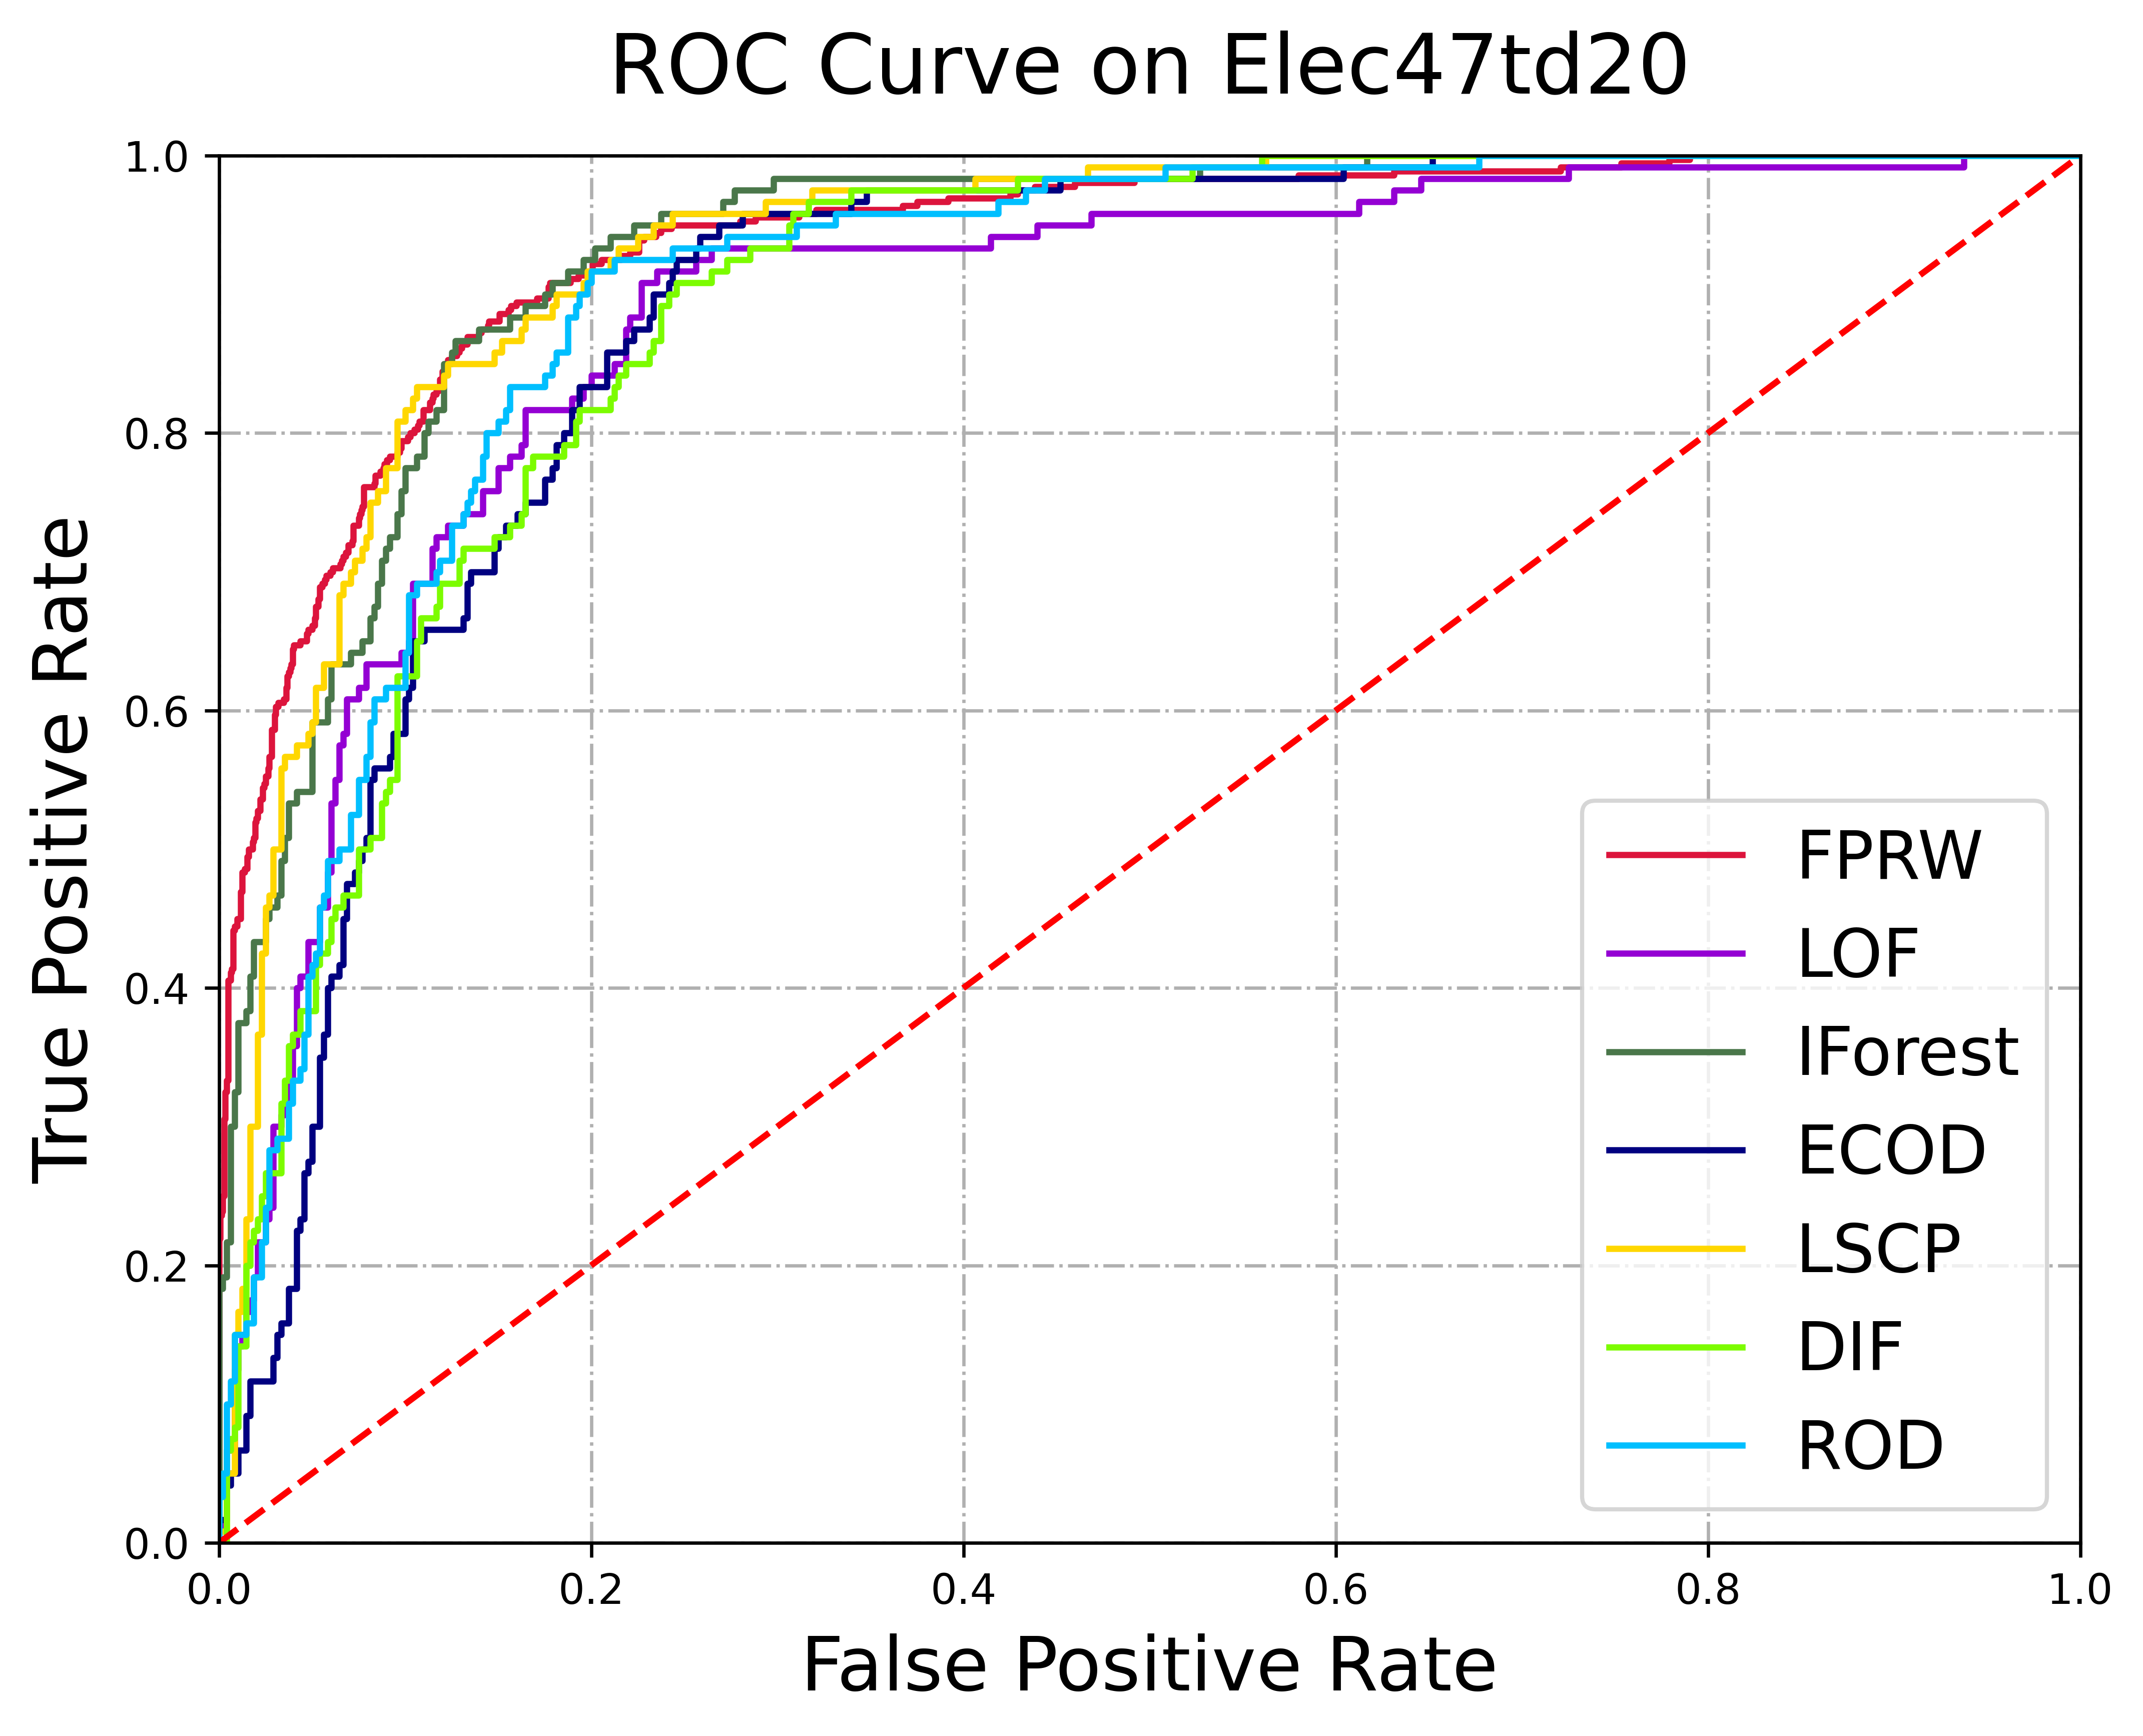 ROC Curve on Elec47td20
True Positive Rate
1.0
0.8
0.6
0.4
0.2
0.0
0.0 0.2 0.4 0.6 0.8 1.0
False Positive Rate
FPRW
LOF
IForest
ECOD
LSCP
DIF
ROD